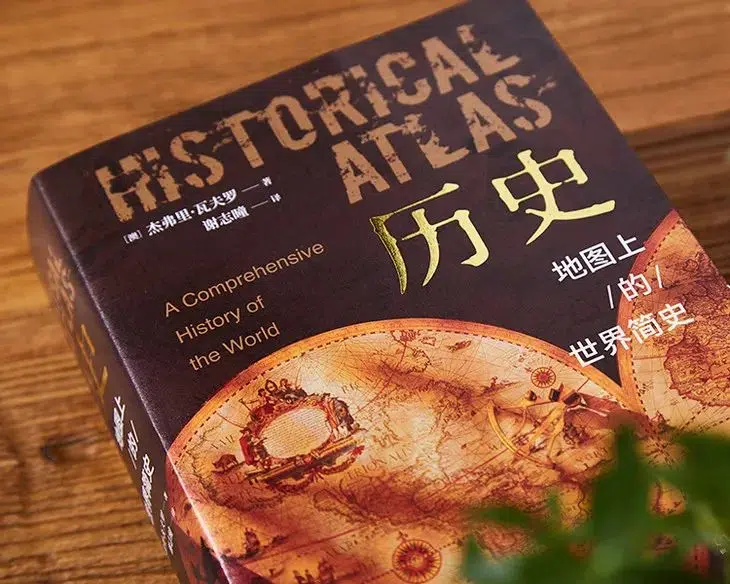 HISTORICAL
ATLAS
历史
[澳] 杰弗里·瓦夫罗 — 著
谢志曈 — 译
地图上
/的/
世界简史
A Comprehensive
History of
the World